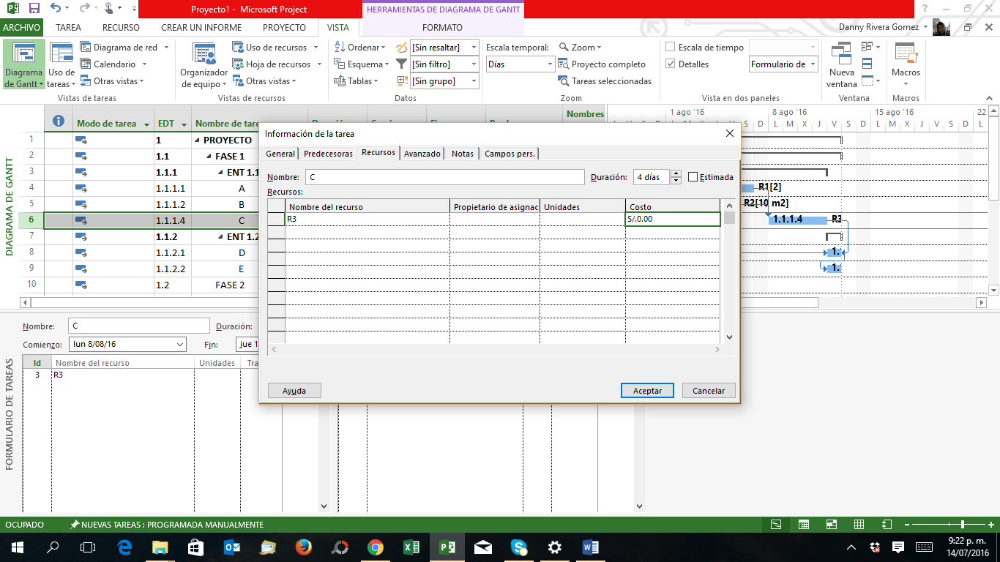 Proyecto1 - Microsoft Project
HERRAMIENTAS DE DIAGRAMA DE GANTT
ARCHIVO TAREA RECURSO CREAR UN INFORME PROYECTO VISTA FORMATO
Danny Rivera Gomez
Diagrama de Gantt
Uso de tareas
Diagrama de red
Calendario
Otras vistas
Vistas de tareas
Organizador de equipo
Uso de recursos
Hoja de recursos
Otras vistas
Vistas de recursos
Ordenar
Esquema
Tablas
[Sin resaltar]
[Sin filtro]
[Sin grupo]
Datos
Escala temporal:
Días
Zoom
Proyecto completo
Tareas seleccionadas
Zoom
Escala de tiempo
Detalles
Formulario de
Vista en dos paneles
Nueva ventana
Ventana
Macros
Macros
DIAGRAMA DE GANTT
Modo de tarea EDT Nombre de tare
Nombres
1 ago '16 8 ago '16 15 ago '16 22
S D L M X J V S D L M X J V S D L
1 1 PROYECTO
2 1.1 FASE 1
3 1.1.1 ENT 1.1
4 1.1.1.1 A
5 1.1.1.2 B
6 1.1.1.4 C
7 1.1.2 ENT 1.2
8 1.1.2.1 D
9 1.1.2.2 E
10 1.2 FASE 2
R1[2]
R2[10 m2]
1.1.1.4 R3
1.
1.
Información de la tarea
General Predecesoras Recursos Avanzado Notas Campos pers.
Nombre: C Duración: 4 días Estimada
Recursos:
Nombre del recurso Propietario de asignac Unidades Costo
R3 S/.0.00
Ayuda Aceptar Cancelar
FORMULARIO DE TAREAS
Nombre: C Duración:
Comienzo: lun 8/08/16 Fin: jue 1
Id Nombre del recurso Unidades Tra
3 R3
OCUPADO NUEVAS TAREAS : PROGRAMADA MANUALMENTE
9:22 p. m.
14/07/2016